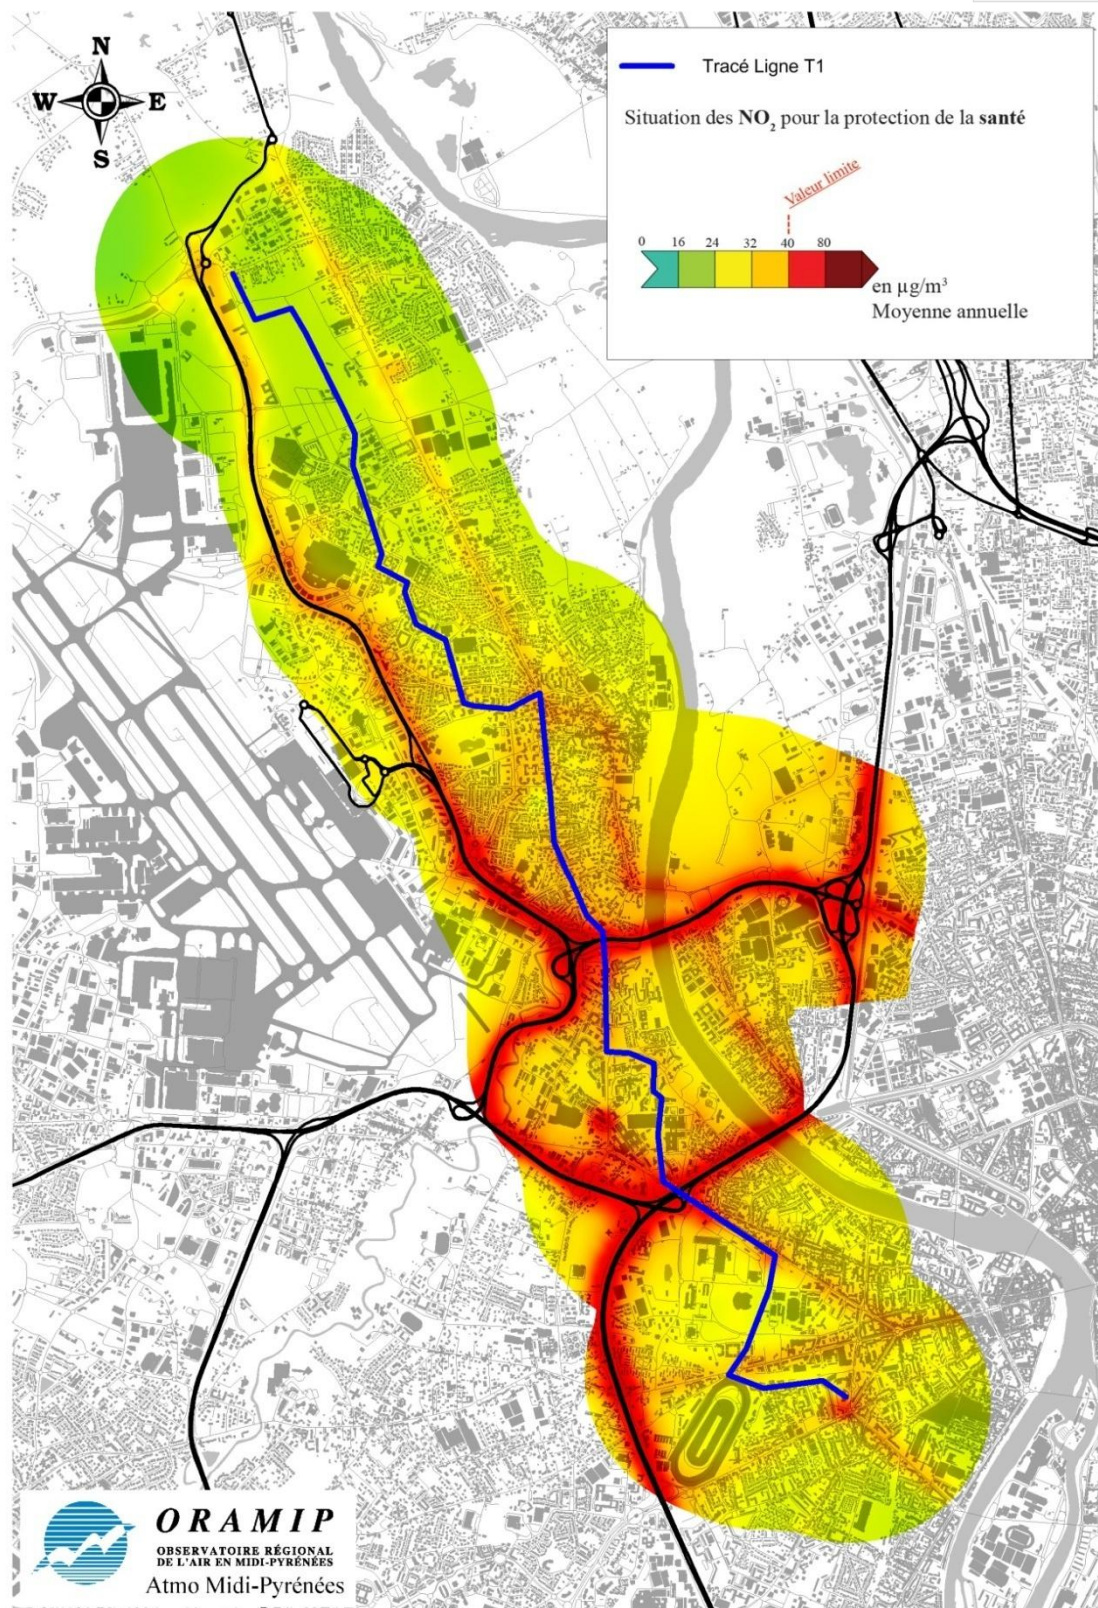 N
W E
S
Tracé Ligne T1
Situation des NO₂ pour la protection de la santé
Valeur limite
0 16 24 32 40 80
en µg/m³
Moyenne annuelle
ORAMIP
OBSERVATOIRE RÉGIONAL
DE L'AIR EN MIDI-PYRÉNÉES
Atmo Midi-Pyrénées